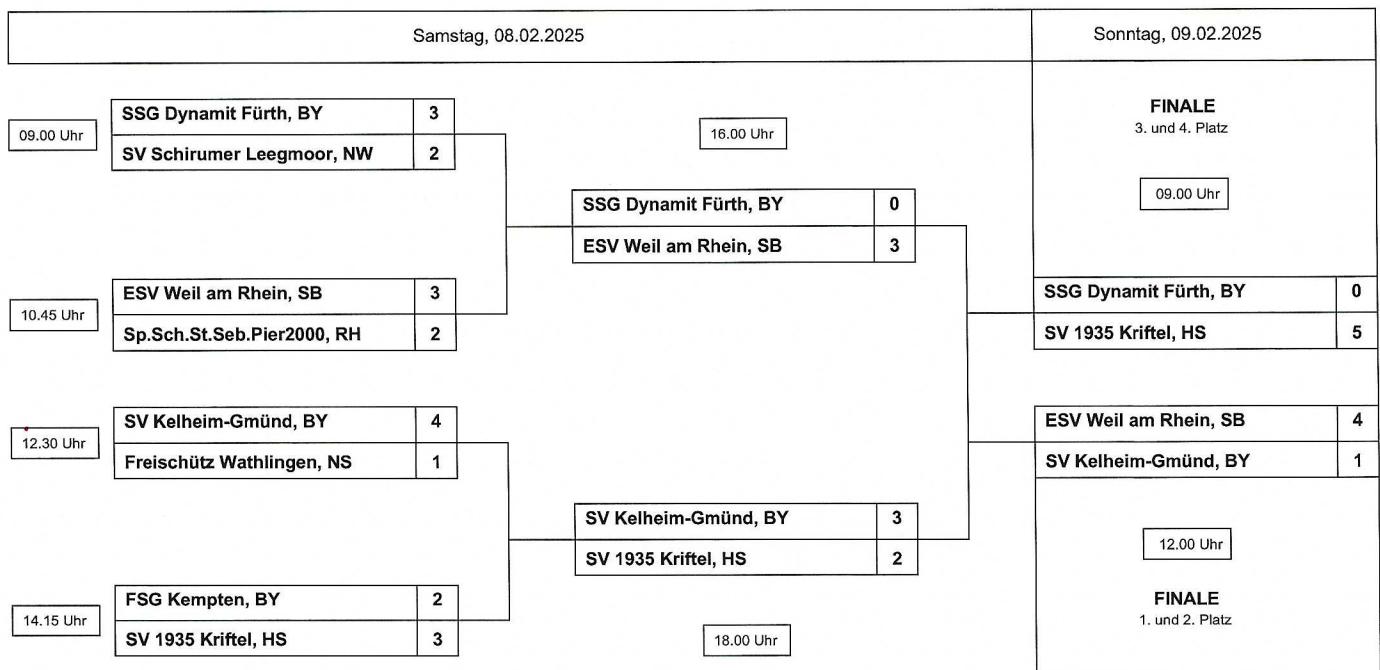 Samstag, 08.02.2025
Sonntag, 09.02.2025
09.00 Uhr
SSG Dynamit Fürth, BY 3
SV Schirumer Leegmoor, NW 2
10.45 Uhr
ESV Weil am Rhein, SB 3
Sp.Sch.St.Seb.Pier2000, RH 2
12.30 Uhr
SV Kelheim-Gmünd, BY 4
Freischütz Wathlingen, NS 1
14.15 Uhr
FSG Kempten, BY 2
SV 1935 Kriftel, HS 3
16.00 Uhr
SSG Dynamit Fürth, BY 0
ESV Weil am Rhein, SB 3
SV Kelheim-Gmünd, BY 3
SV 1935 Kriftel, HS 2
18.00 Uhr
FINALE
3. und 4. Platz
09.00 Uhr
SSG Dynamit Fürth, BY 0
SV 1935 Kriftel, HS 5
ESV Weil am Rhein, SB 4
SV Kelheim-Gmünd, BY 1
12.00 Uhr
FINALE
1. und 2. Platz